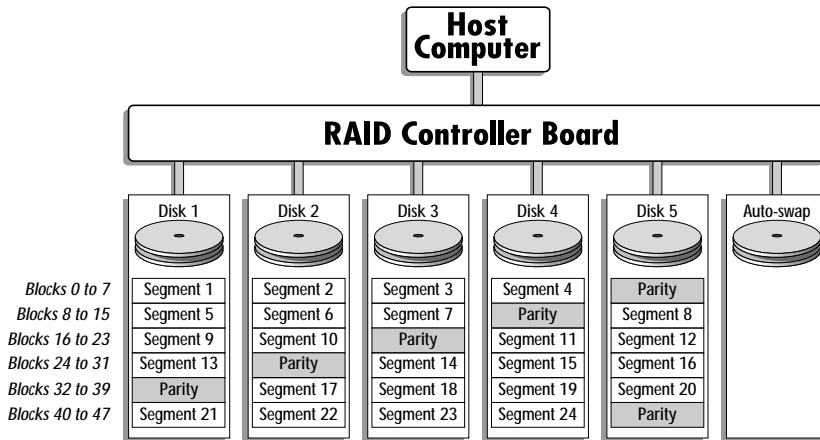 Host
Computer
RAID Controller Board
Disk 1 Disk 2 Disk 3 Disk 4 Disk 5 Auto-swap
Blocks 0 to 7 Segment 1 Segment 2 Segment 3 Segment 4 Parity
Blocks 8 to 15 Segment 5 Segment 6 Segment 7 Parity Segment 8
Blocks 16 to 23 Segment 9 Segment 10 Parity Segment 11 Segment 12
Blocks 24 to 31 Segment 13 Parity Segment 14 Segment 15 Segment 16
Blocks 32 to 39 Parity Segment 17 Segment 18 Segment 19 Segment 20
Blocks 40 to 47 Segment 21 Segment 22 Segment 23 Segment 24 Parity